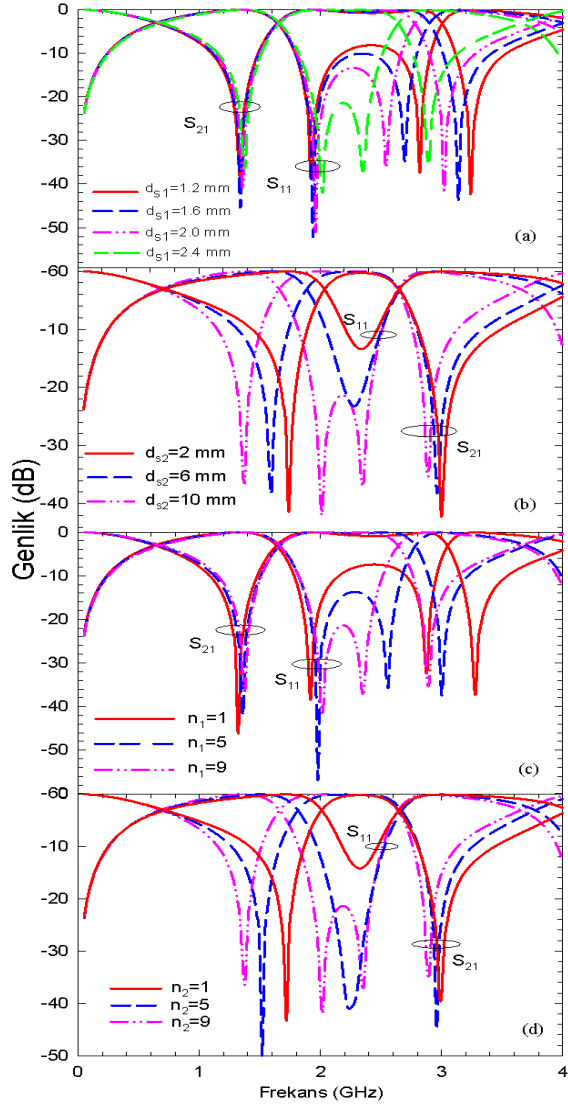 0
-10
-20
-30
-40
-50
-60
S21
S11
ds1=1.2 mm
ds1=1.6 mm
ds1=2.0 mm
ds1=2.4 mm
(a)
-10
-20
-30
-40
S11
S21
ds2=2 mm
ds2=6 mm
ds2=10 mm
(b)
Genlik (dB)
0
-10
-20
-30
-40
-50
-60
S21
S11
n1=1
n1=5
n1=9
(c)
-10
-20
-30
-40
-50
S11
S21
n2=1
n2=5
n2=9
(d)
0 1 2 3 4
Frekans (GHz)